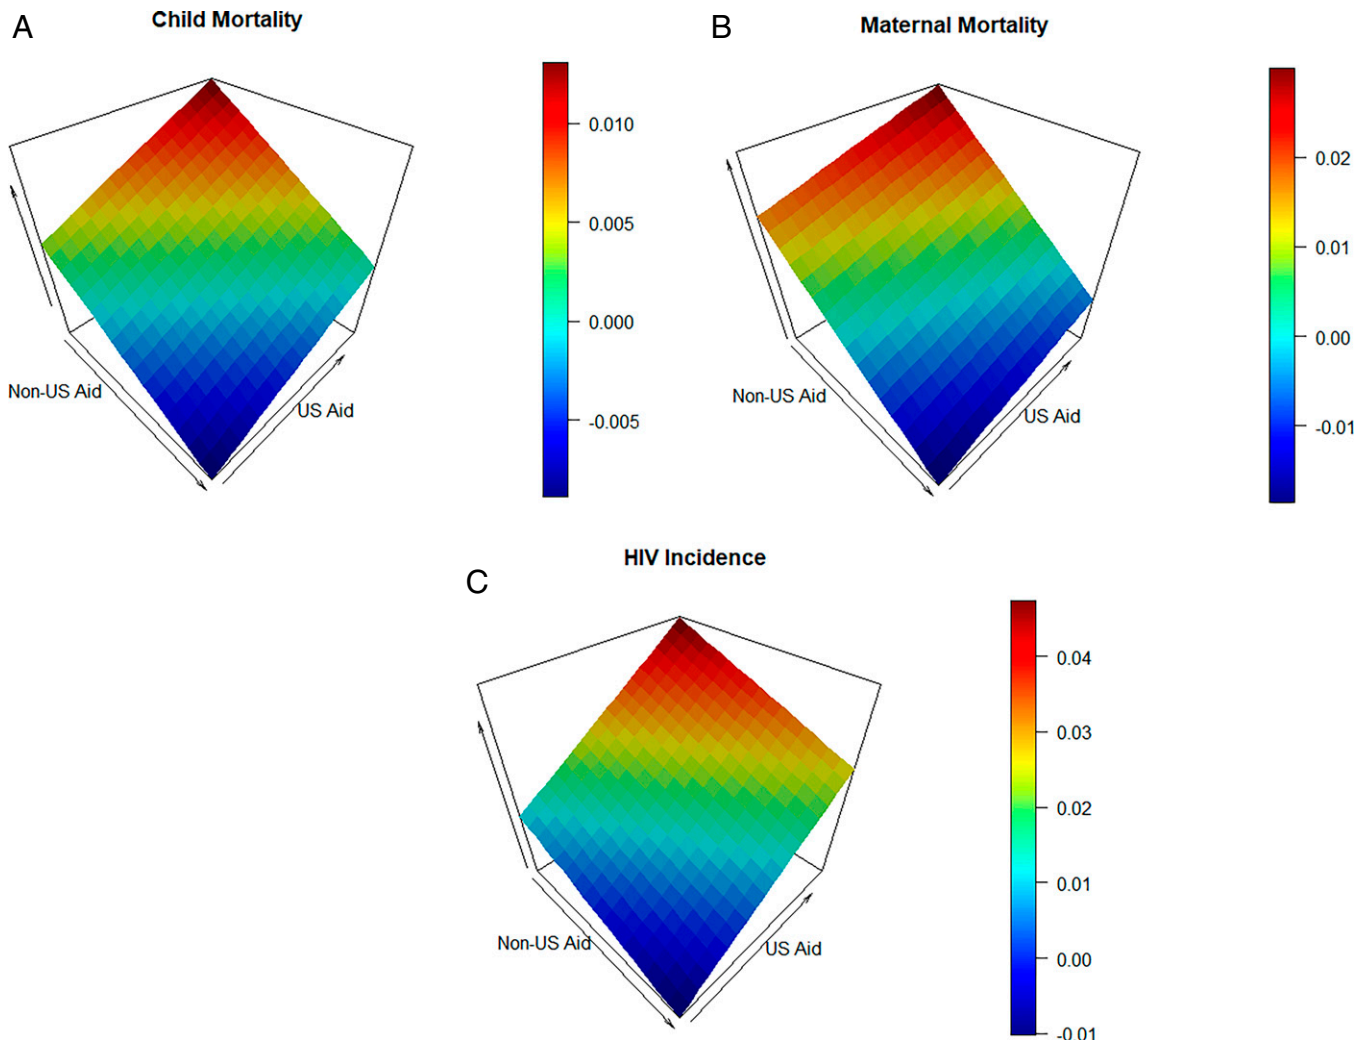 A
Child Mortality
0.010
0.005
0.000
-0.005
Non-US Aid
US Aid
B
Maternal Mortality
0.02
0.01
0.00
-0.01
Non-US Aid
US Aid
C
HIV Incidence
0.04
0.03
0.02
0.01
0.00
-0.01
Non-US Aid
US Aid